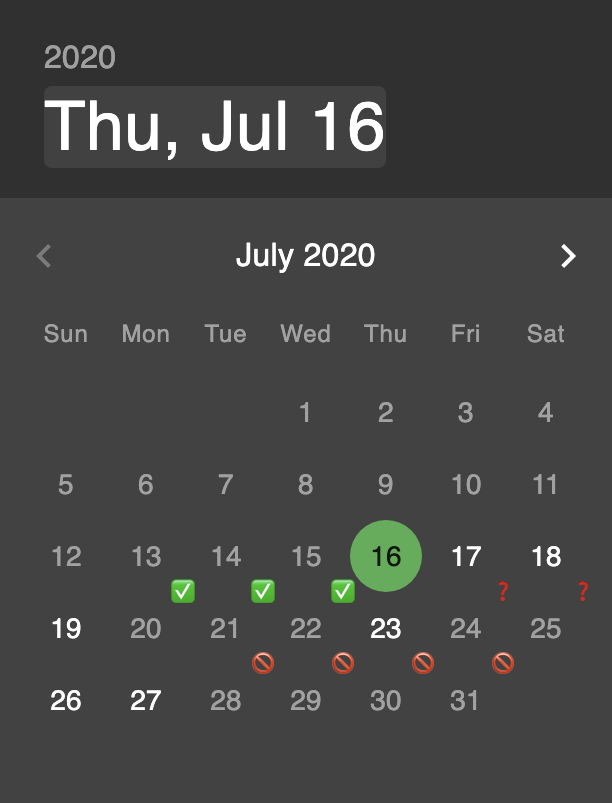 2020
Thu, Jul 16
July 2020
Sun Mon Tue Wed Thu Fri Sat
1 2 3 4
5 6 7 8 9 10 11
12 13 14 15 16 17 18
✅ ✅ ✅ ❓ ❓
19 20 21 22 23 24 25
🚫 🚫 🚫 🚫
26 27 28 29 30 31